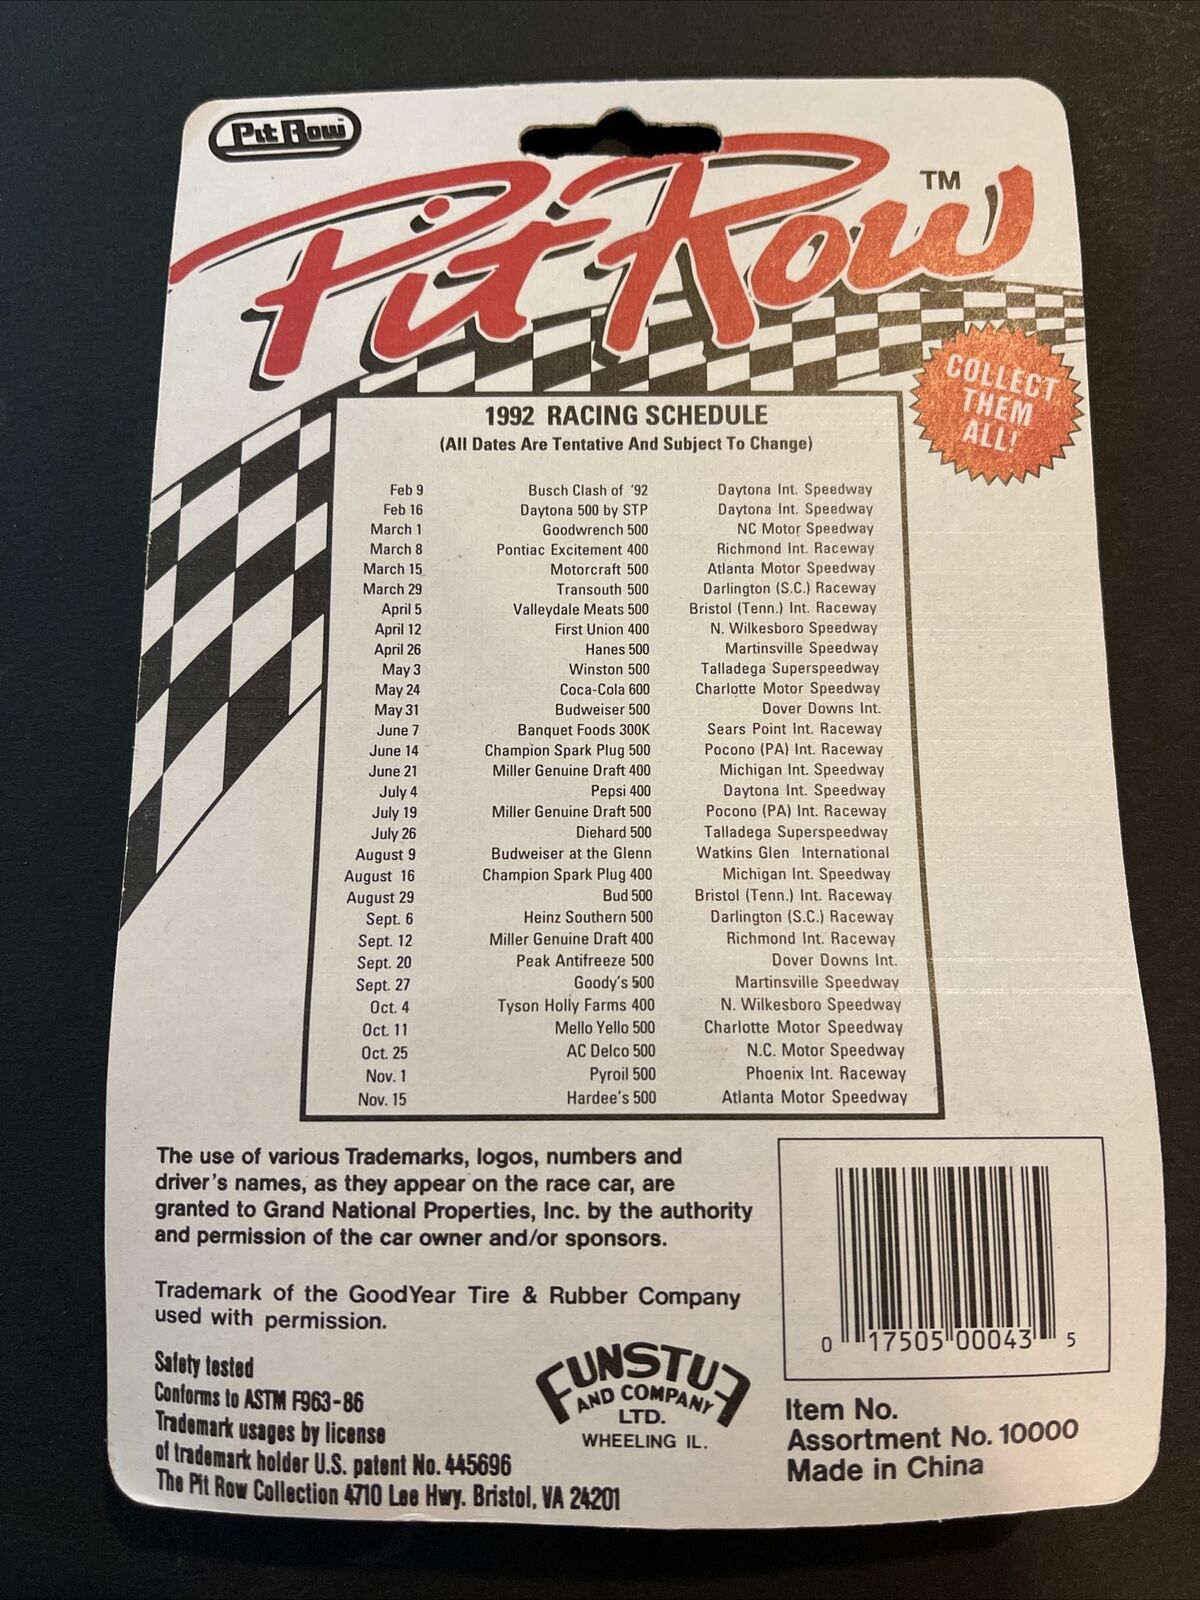 Pit Row
Pit Row TM
COLLECT
THEM
ALL!
1992 RACING SCHEDULE
(All Dates Are Tentative And Subject To Change)
Feb 9 Busch Clash of '92 Daytona Int. Speedway
Feb 16 Daytona 500 by STP Daytona Int. Speedway
March 1 Goodwrench 500 NC Motor Speedway
March 8 Pontiac Excitement 400 Richmond Int. Raceway
March 15 Motorcraft 500 Atlanta Motor Speedway
March 29 Transouth 500 Darlington (S.C.) Raceway
April 5 Valleydale Meats 500 Bristol (Tenn.) Int. Raceway
April 12 First Union 400 N. Wilkesboro Speedway
April 26 Hanes 500 Martinsville Speedway
May 3 Winston 500 Talladega Superspeedway
May 24 Coca-Cola 600 Charlotte Motor Speedway
May 31 Budweiser 500 Dover Downs Int.
June 7 Banquet Foods 300K Sears Point Int. Raceway
June 14 Champion Spark Plug 500 Pocono (PA) Int. Raceway
June 21 Miller Genuine Draft 400 Michigan Int. Speedway
July 4 Pepsi 400 Daytona Int. Speedway
July 19 Miller Genuine Draft 500 Pocono (PA) Int. Raceway
July 26 Diehard 500 Talladega Superspeedway
August 9 Budweiser at the Glenn Watkins Glen International
August 16 Champion Spark Plug 400 Michigan Int. Speedway
August 29 Bud 500 Bristol (Tenn.) Int. Raceway
Sept. 6 Heinz Southern 500 Darlington (S.C.) Raceway
Sept. 12 Miller Genuine Draft 400 Richmond Int. Raceway
Sept. 20 Peak Antifreeze 500 Dover Downs Int.
Sept. 27 Goody's 500 Martinsville Speedway
Oct. 4 Tyson Holly Farms 400 N. Wilkesboro Speedway
Oct. 11 Mello Yello 500 Charlotte Motor Speedway
Oct. 25 AC Delco 500 N.C. Motor Speedway
Nov. 1 Pyroil 500 Phoenix Int. Raceway
Nov. 15 Hardee's 500 Atlanta Motor Speedway
The use of various Trademarks, logos, numbers and
driver's names, as they appear on the race car, are
granted to Grand National Properties, Inc. by the authority
and permission of the car owner and/or sponsors.
Trademark of the GoodYear Tire & Rubber Company
used with permission.
Safety tested
Conforms to ASTM F963-86
Trademark usages by license
of trademark holder U.S. patent No. 445696
The Pit Row Collection 4710 Lee Hwy. Bristol, VA 24201
FUNSTUF
AND COMPANY
LTD.
WHEELING IL.
0 17505 00043 5
Item No.
Assortment No. 10000
Made in China